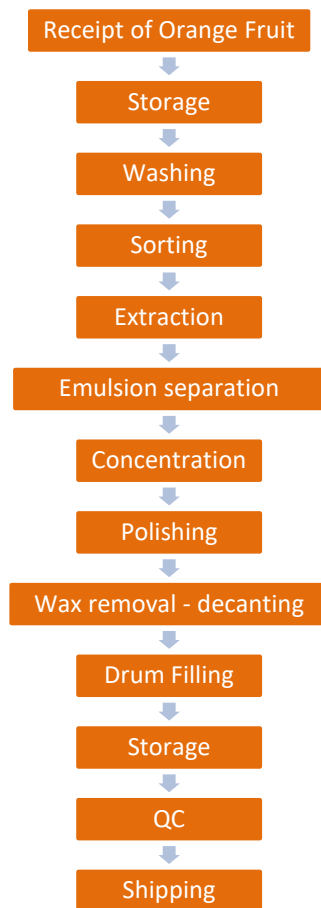 Receipt of Orange Fruit
Storage
Washing
Sorting
Extraction
Emulsion separation
Concentration
Polishing
Wax removal - decanting
Drum Filling
Storage
QC
Shipping